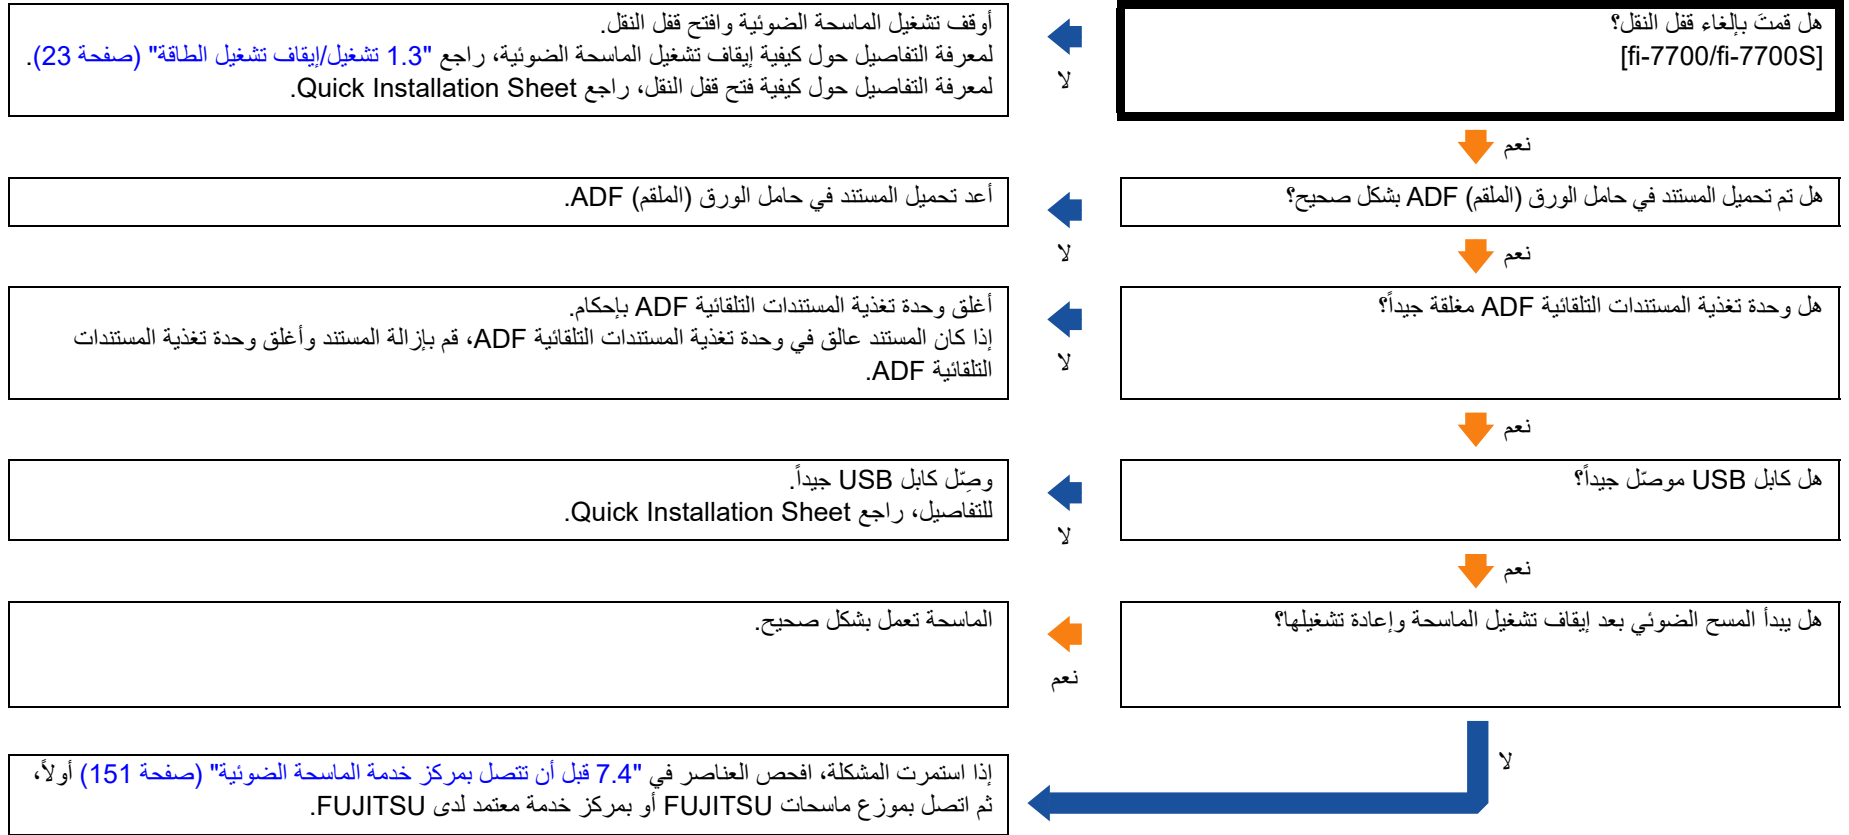 هل قمتَ بإلغاء قفل النقل؟
[fi-7700/fi-7700S]
لا
أوقف تشغيل الماسحة الضوئية وافتح قفل النقل.
لمعرفة التفاصيل حول كيفية إيقاف تشغيل الماسحة الضوئية، راجع "1.3 تشغيل/إيقاف تشغيل الطاقة" (صفحة 23).
لمعرفة التفاصيل حول كيفية فتح قفل النقل، راجع Quick Installation Sheet.
نعم
هل تم تحميل المستند في حامل الورق (الملقم) ADF بشكل صحيح؟
لا
أعد تحميل المستند في حامل الورق (الملقم) ADF.
نعم
هل وحدة تغذية المستندات التلقائية ADF مغلقة جيداً؟
لا
أغلق وحدة تغذية المستندات التلقائية ADF بإحكام.
إذا كان المستند عالق في وحدة تغذية المستندات التلقائية ADF، قم بإزالة المستند وأغلق وحدة تغذية المستندات
التلقائية ADF.
نعم
هل كابل USB موصّل جيداً؟
لا
وصِّل كابل USB جيداً.
للتفاصيل، راجع Quick Installation Sheet.
نعم
هل يبدأ المسح الضوئي بعد إيقاف تشغيل الماسحة وإعادة تشغيلها؟
نعم
الماسحة تعمل بشكل صحيح.
لا
إذا استمرت المشكلة، افحص العناصر في "7.4 قبل أن تتصل بمركز خدمة الماسحة الضوئية" (صفحة 151) أولاً،
ثم اتصل بموزع ماسحات FUJITSU أو بمركز خدمة معتمد لدى FUJITSU.